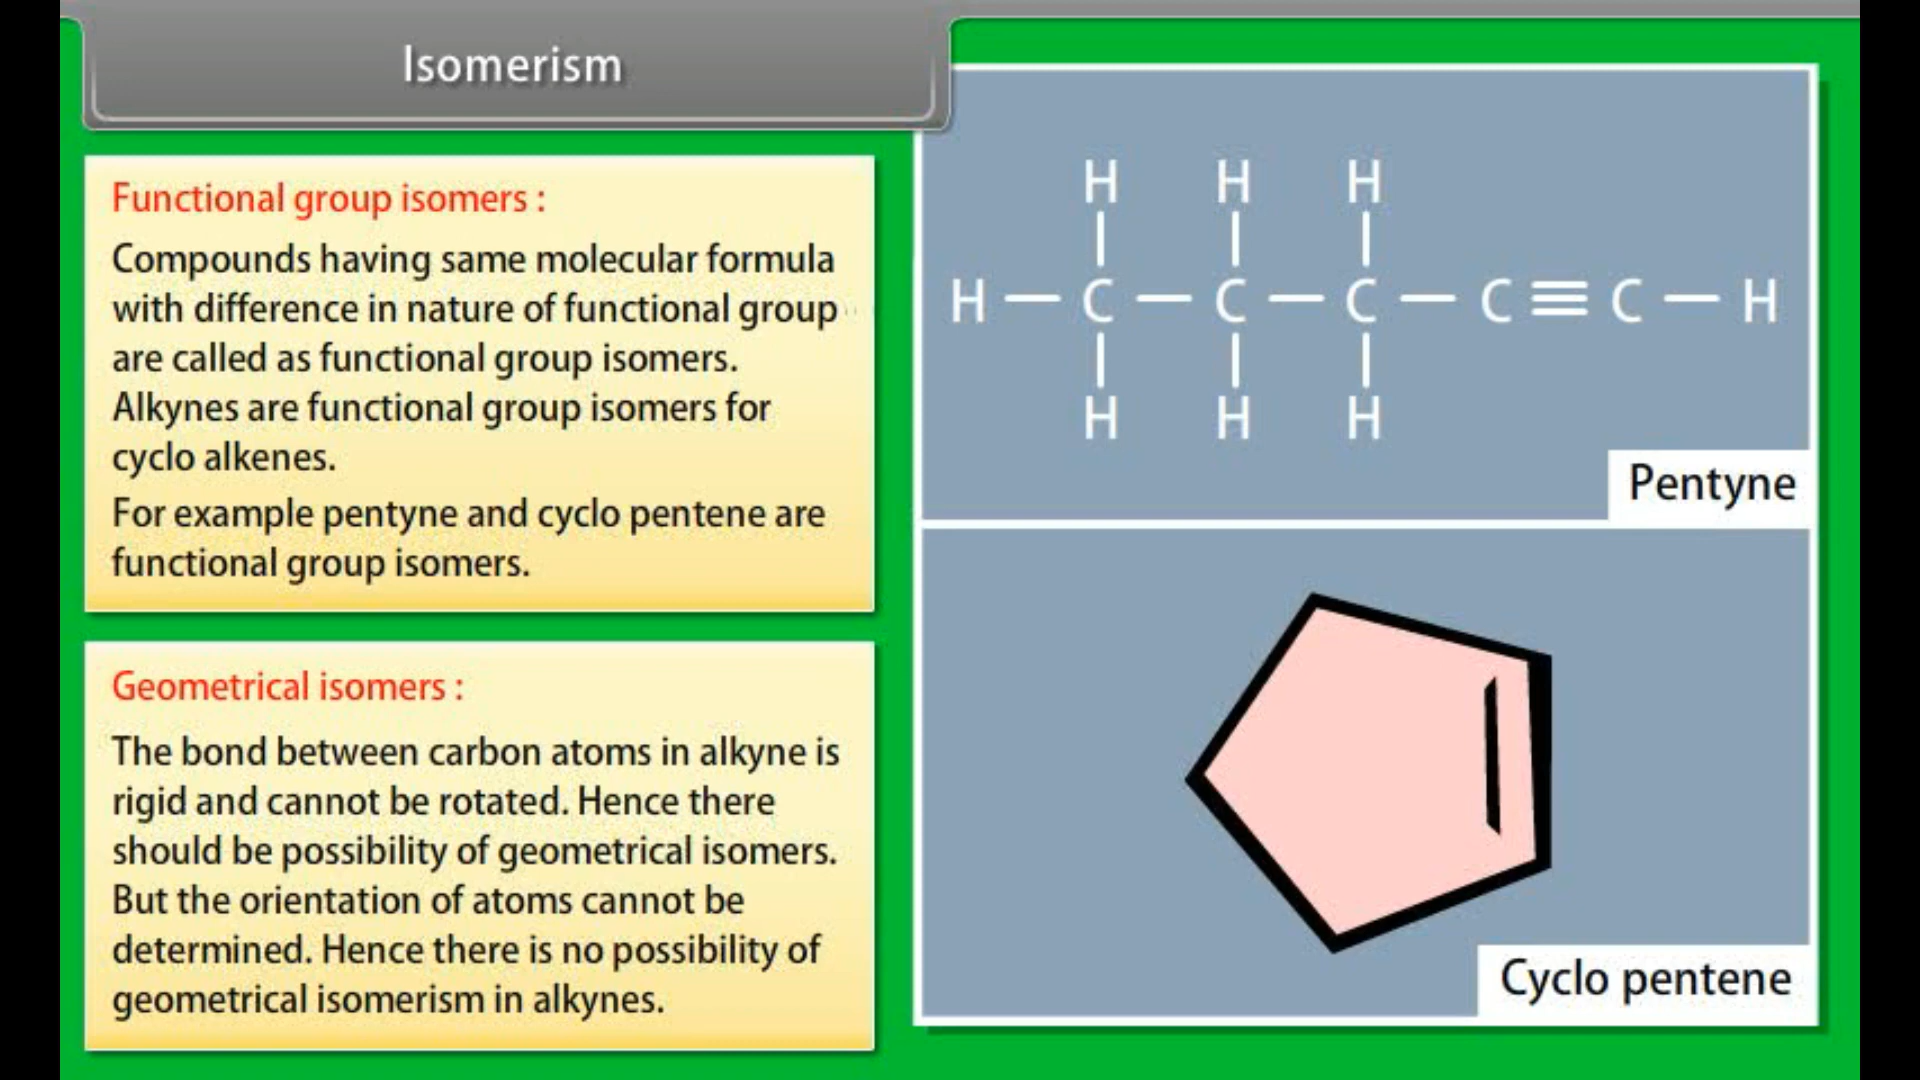 Isomerism
Functional group isomers :
Compounds having same molecular formula
with difference in nature of functional group
are called as functional group isomers.
Alkynes are functional group isomers for
cyclo alkenes.
For example pentyne and cyclo pentene are
functional group isomers.
Geometrical isomers :
The bond between carbon atoms in alkyne is
rigid and cannot be rotated. Hence there
should be possibility of geometrical isomers.
But the orientation of atoms cannot be
determined. Hence there is no possibility of
geometrical isomerism in alkynes.
H H H
H — C — C — C — C ≡ C — H
H H H
Pentyne
Cyclo pentene